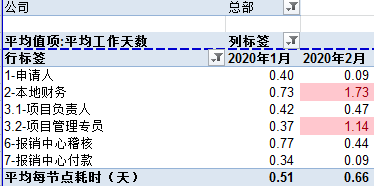 公司 总部
平均值项:平均工作天数 列标签
行标签 2020年1月 2020年2月
1-申请人 0.40 0.09
2-本地财务 0.73 1.73
3.1-项目负责人 0.42 0.47
3.2-项目管理专员 0.37 1.14
6-报销中心稽核 0.77 0.44
7-报销中心付款 0.34 0.09
平均每节点耗时（天） 0.51 0.66